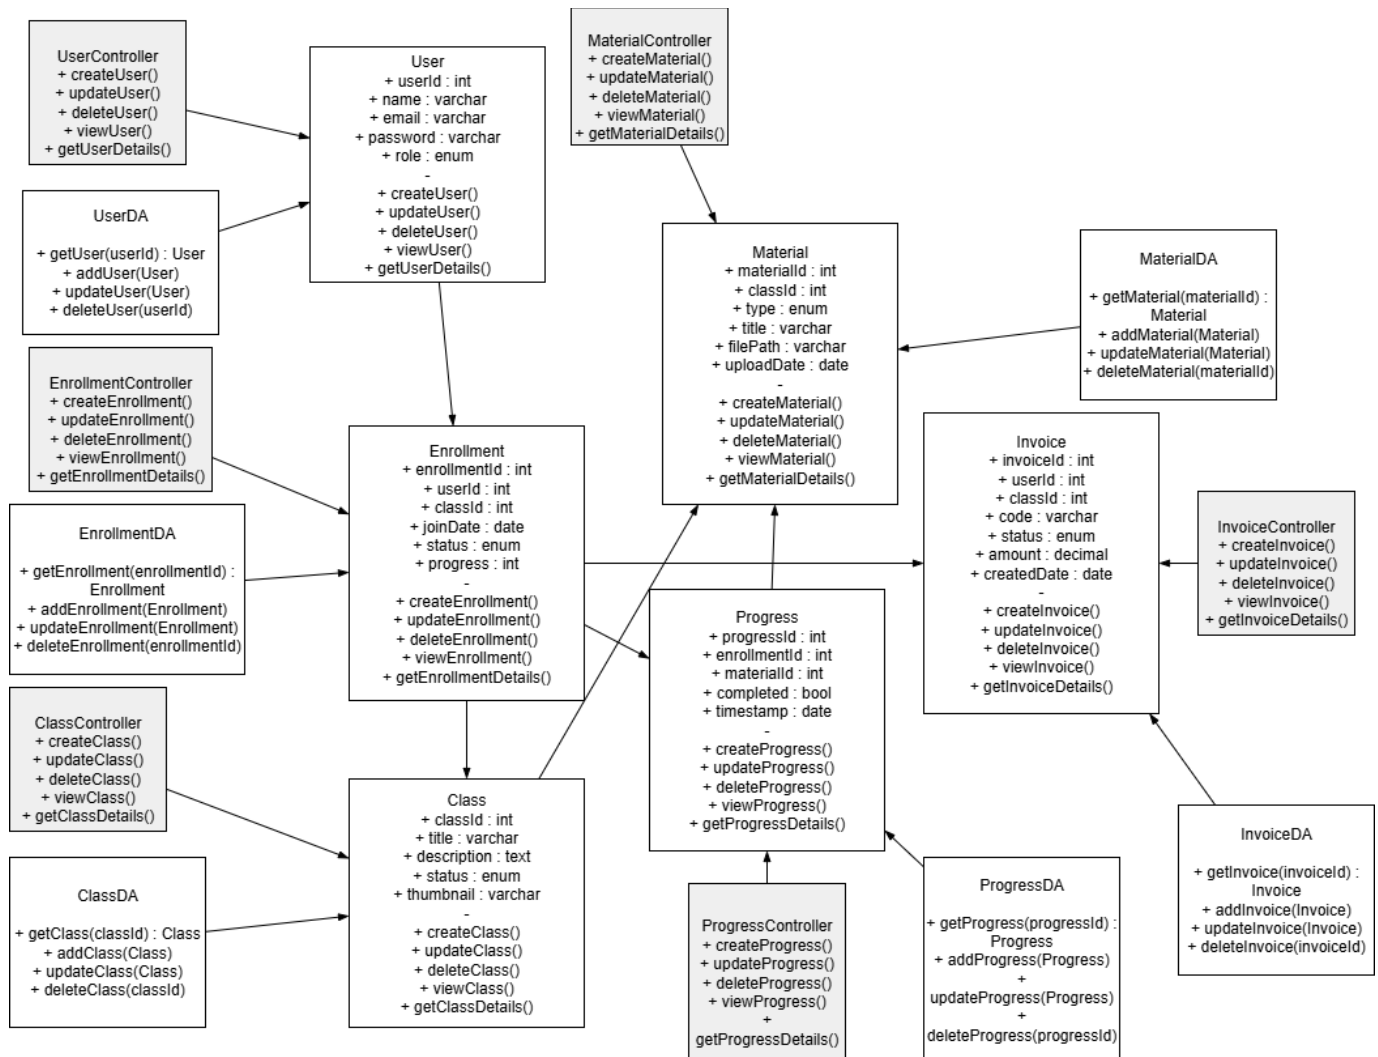 UserController
+ createUser()
+ updateUser()
+ deleteUser()
+ viewUser()
+ getUserDetails()
User
+ userId : int
+ name : varchar
+ email : varchar
+ password : varchar
+ role : enum
-
+ createUser()
+ updateUser()
+ deleteUser()
+ viewUser()
+ getUserDetails()
MaterialController
+ createMaterial()
+ updateMaterial()
+ deleteMaterial()
+ viewMaterial()
+ getMaterialDetails()
UserDA
+ getUser(userId) : User
+ addUser(User)
+ updateUser(User)
+ deleteUser(userId)
Material
+ materialId : int
+ classId : int
+ type : enum
+ title : varchar
+ filePath : varchar
+ uploadDate : date
-
+ createMaterial()
+ updateMaterial()
+ deleteMaterial()
+ viewMaterial()
+ getMaterialDetails()
MaterialDA
+ getMaterial(materialId) :
Material
+ addMaterial(Material)
+ updateMaterial(Material)
+ deleteMaterial(materialId)
EnrollmentController
+ createEnrollment()
+ updateEnrollment()
+ deleteEnrollment()
+ viewEnrollment()
+ getEnrollmentDetails()
Enrollment
+ enrollmentId : int
+ userId : int
+ classId : int
+ joinDate : date
+ status : enum
+ progress : int
-
+ createEnrollment()
+ updateEnrollment()
+ deleteEnrollment()
+ viewEnrollment()
+ getEnrollmentDetails()
Invoice
+ invoiceId : int
+ userId : int
+ classId : int
+ code : varchar
+ status : enum
+ amount : decimal
+ createdDate : date
-
+ createInvoice()
+ updateInvoice()
+ deleteInvoice()
+ viewInvoice()
+ getInvoiceDetails()
InvoiceController
+ createInvoice()
+ updateInvoice()
+ deleteInvoice()
+ viewInvoice()
+ getInvoiceDetails()
EnrollmentDA
+ getEnrollment(enrollmentId) :
Enrollment
+ addEnrollment(Enrollment)
+ updateEnrollment(Enrollment)
+ deleteEnrollment(enrollmentId)
Progress
+ progressId : int
+ enrollmentId : int
+ materialId : int
+ completed : bool
+ timestamp : date
-
+ createProgress()
+ updateProgress()
+ deleteProgress()
+ viewProgress()
+ getProgressDetails()
ClassController
+ createClass()
+ updateClass()
+ deleteClass()
+ viewClass()
+ getClassDetails()
Class
+ classId : int
+ title : varchar
+ description : text
+ status : enum
+ thumbnail : varchar
-
+ createClass()
+ updateClass()
+ deleteClass()
+ viewClass()
+ getClassDetails()
InvoiceDA
+ getInvoice(invoiceId) :
Invoice
+ addInvoice(Invoice)
+ updateInvoice(Invoice)
+ deleteInvoice(invoiceId)
ClassDA
+ getClass(classId) : Class
+ addClass(Class)
+ updateClass(Class)
+ deleteClass(classId)
ProgressController
+ createProgress()
+ updateProgress()
+ deleteProgress()
+ viewProgress()
+
getProgressDetails()
ProgressDA
+ getProgress(progressId) :
Progress
+ addProgress(Progress)
+
updateProgress(Progress)
+
deleteProgress(progressId)